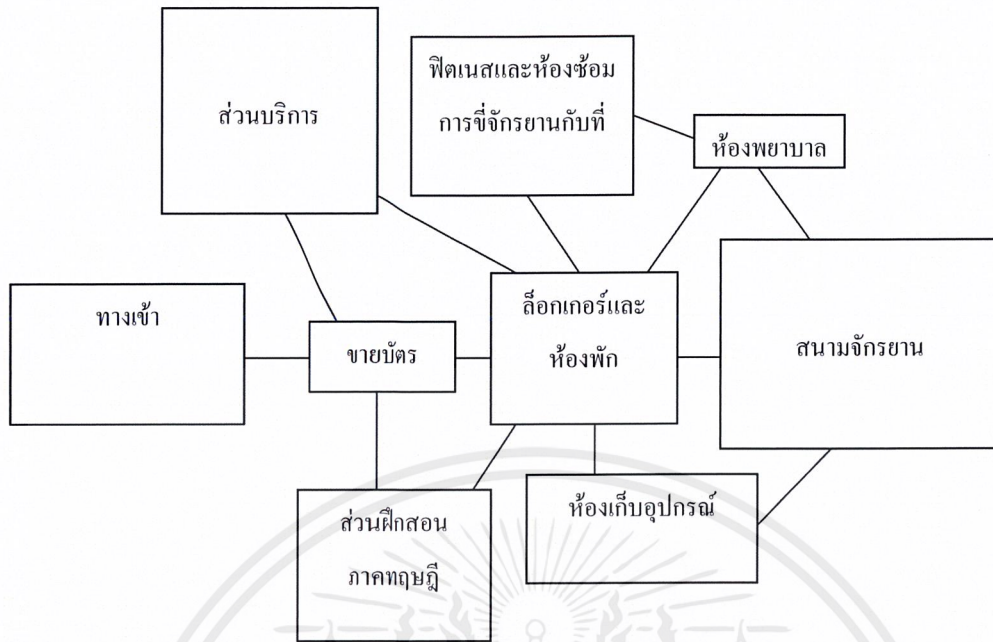 ส่วนบริการ
ฟิตเนสและห้องซ้อม
การขี่จักรยานกับที่
ห้องพยาบาล
ทางเข้า
ขายบัตร
ล็อกเกอร์และ
ห้องพัก
สนามจักรยาน
ส่วนฝึกสอน
ภาคทฤษฎี
ห้องเก็บอุปกรณ์